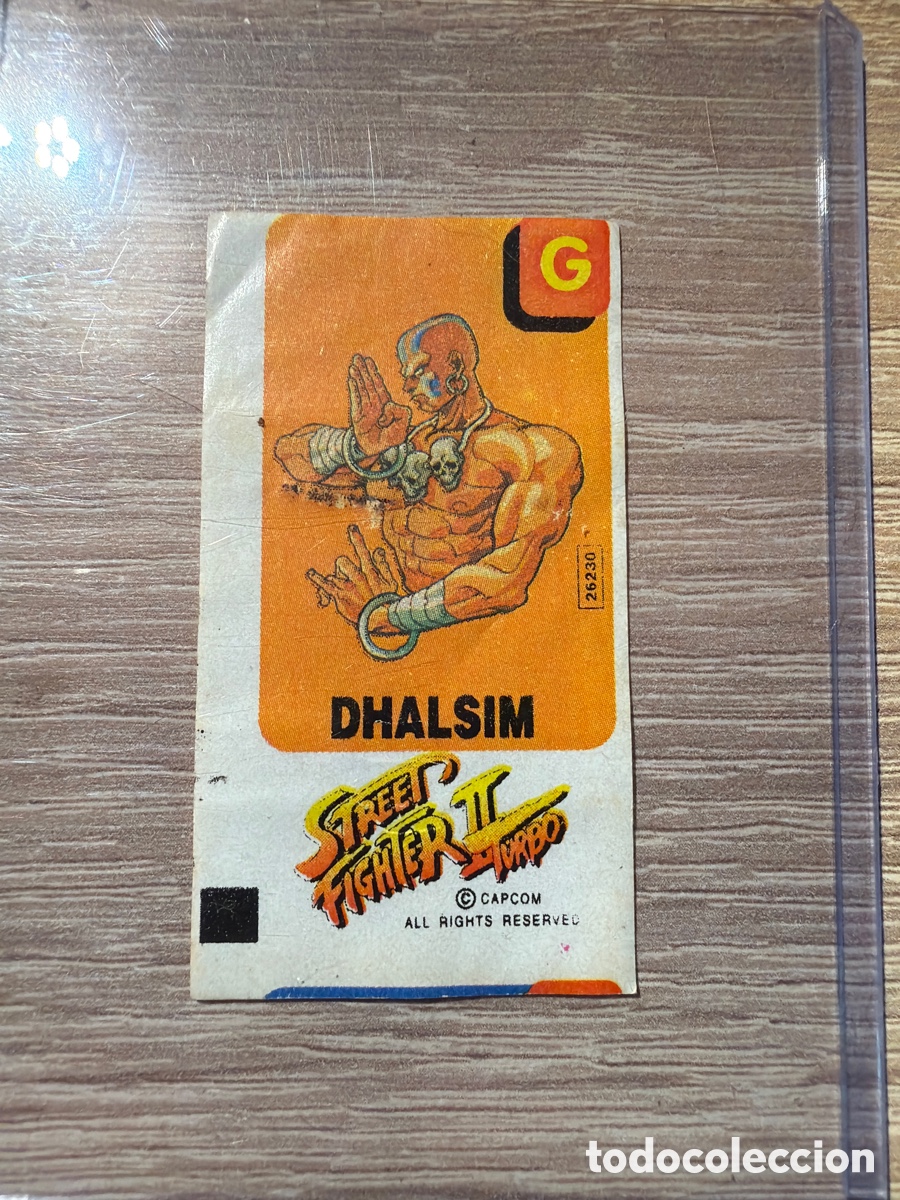 G
26230
DHALSIM
STREET
FIGHTER II
TURBO
© CAPCOM
ALL RIGHTS RESERVED
todocoleccion